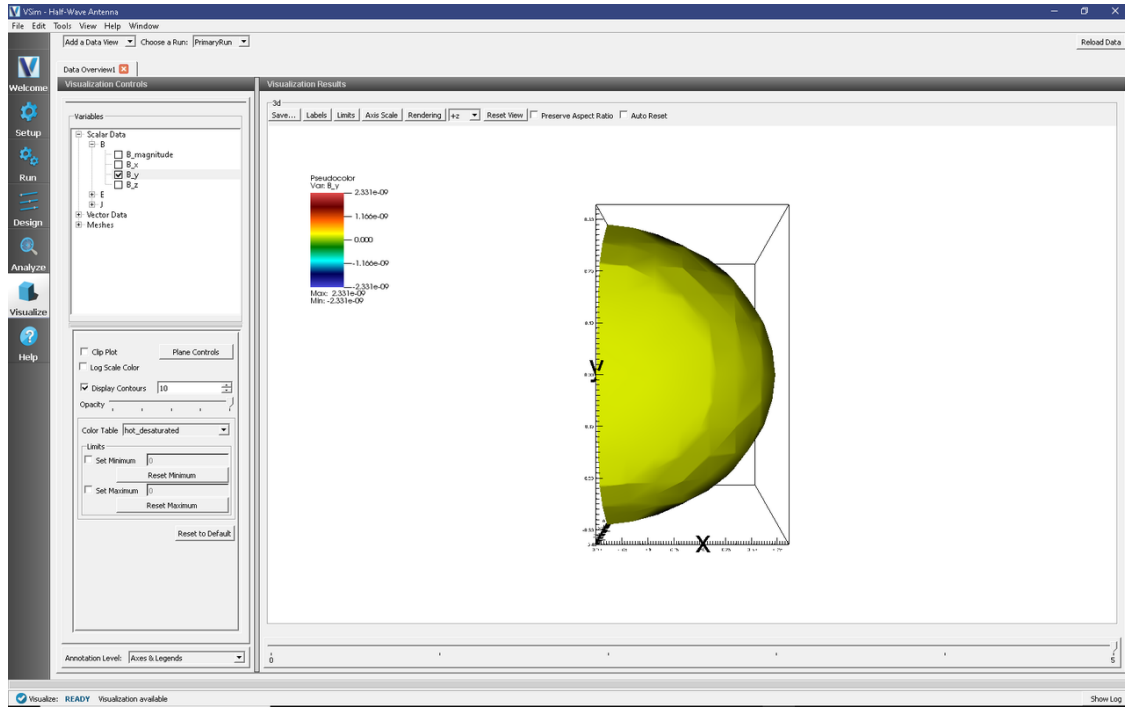 VSim - Half-Wave Antenna
File Edit Tools View Help Window
Add a Data View Choose a Run: PrimaryRun Reload Data
Welcome
Setup
Run
Design
Analyze
Visualize
Help
Data Overview1
Visualization Controls
Variables
Scalar Data
B
B_magnitude
B_x
B_y
B_z
E
J
Vector Data
Meshes
Clip Plot Plane Controls
Log Scale Color
Display Contours 10
Opacity
Color Table hot_desaturated
Limits
Set Minimum 0
Reset Minimum
Set Maximum 0
Reset Maximum
Reset to Default
Annotation Level: Axes & Legends
Visualization Results
3d
Save... Labels Limits Axis Scale Rendering +z Reset View Preserve Aspect Ratio Auto Reset
Pseudocolor
Var: B_y
2.331e-09
1.166e-09
0.000
-1.166e-09
-2.331e-09
Max: 2.331e-09
Min: -2.331e-09
Y
X
0 5
Visualize: READY Visualization available Show Log